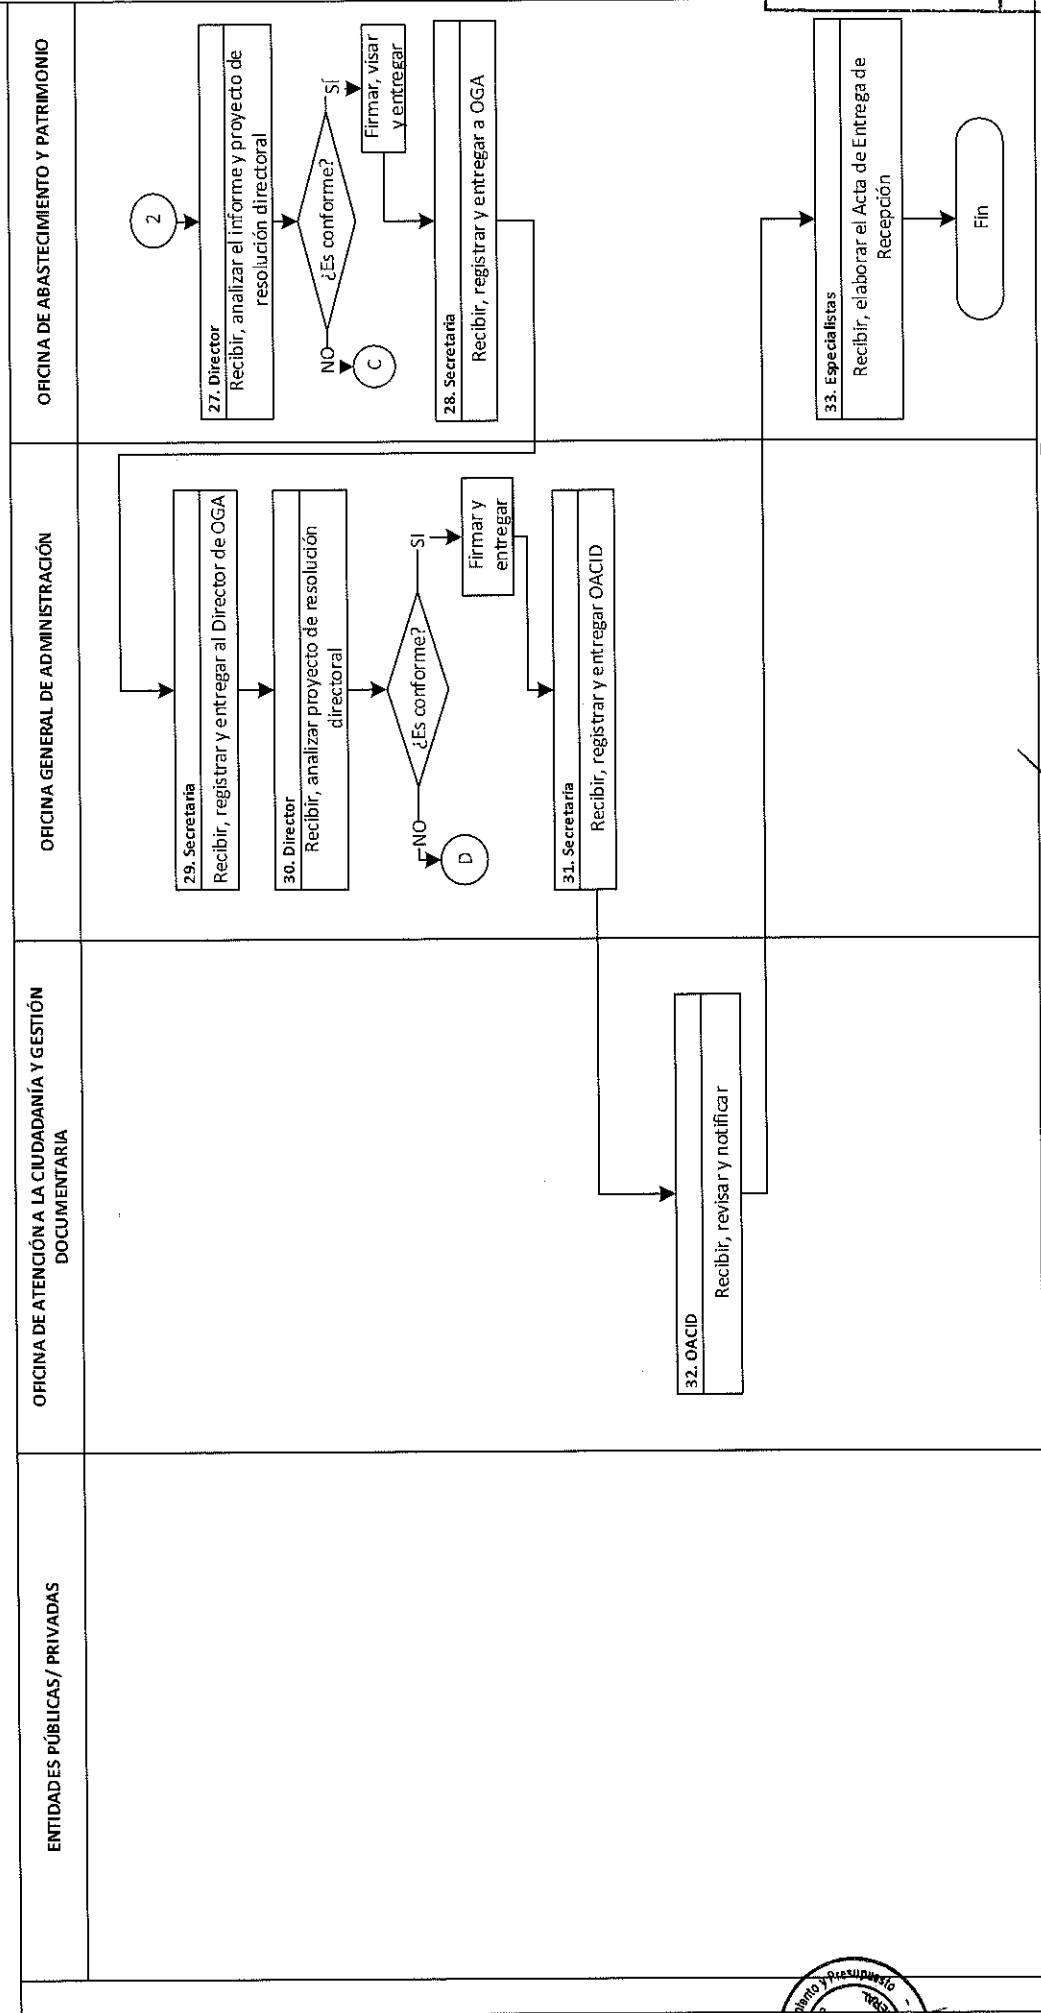 ENTIDADES PÚBLICAS/ PRIVADAS
OFICINA DE ATENCIÓN A LA CIUDADANÍA Y GESTIÓN
DOCUMENTARIA
OFICINA GENERAL DE ADMINISTRACIÓN
OFICINA DE ABASTECIMIENTO Y PATRIMONIO
2
27. Director
Recibir, analizar el informe y proyecto de
resolución directoral
¿Es conforme?
NO
C
SÍ
Firmar, visar
y entregar
28. Secretaria
Recibir, registrar y entregar a OGA
29. Secretaria
Recibir, registrar y entregar al Director de OGA
30. Director
Recibir, analizar proyecto de resolución
directoral
¿Es conforme?
NO
D
SI
Firmar y
entregar
31. Secretaria
Recibir, registrar y entregar OACID
32. OACID
Recibir, revisar y notificar
33. Especialistas
Recibir, elaborar el Acta de Entrega de
Recepción
Fin
y Presupuesto